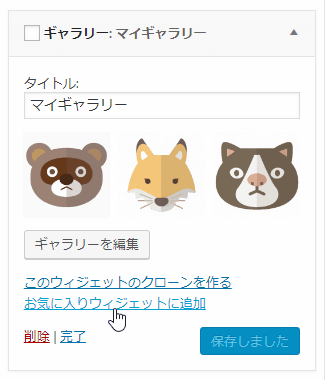 ギャラリー: マイギャラリー
タイトル:
マイギャラリー
ギャラリーを編集
このウィジェットのクローンを作る
お気に入りウィジェットに追加
削除 | 完了
保存しました